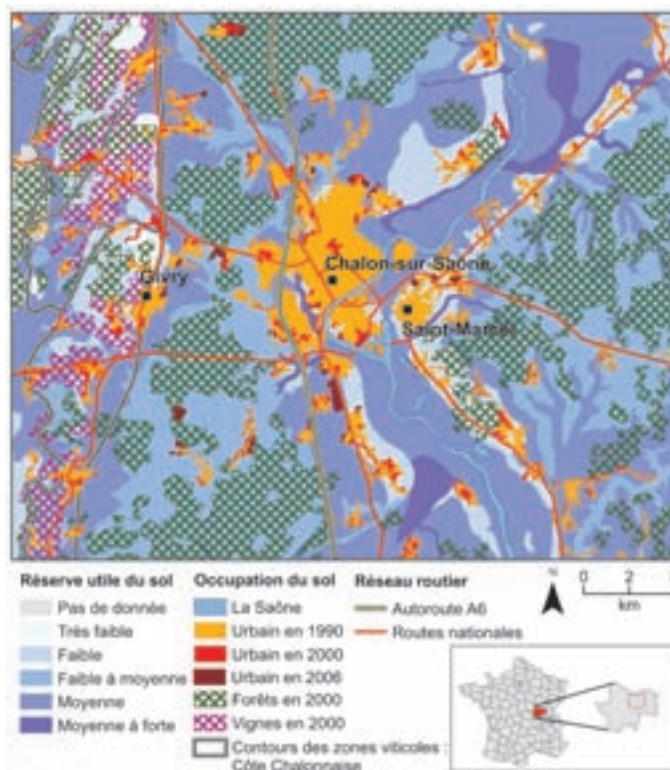 Givry
Chalon-sur-Saône
Saint-Marcel
Réserve utile du sol
Pas de donnée
Très faible
Faible
Faible à moyenne
Moyenne
Moyenne à forte
Occupation du sol
La Saône
Urbain en 1990
Urbain en 2000
Urbain en 2006
Forêts en 2000
Vignes en 2000
Contours des zones viticoles :
Côte Chalonnaise
Réseau routier
Autoroute A6
Routes nationales
N
0 2
km